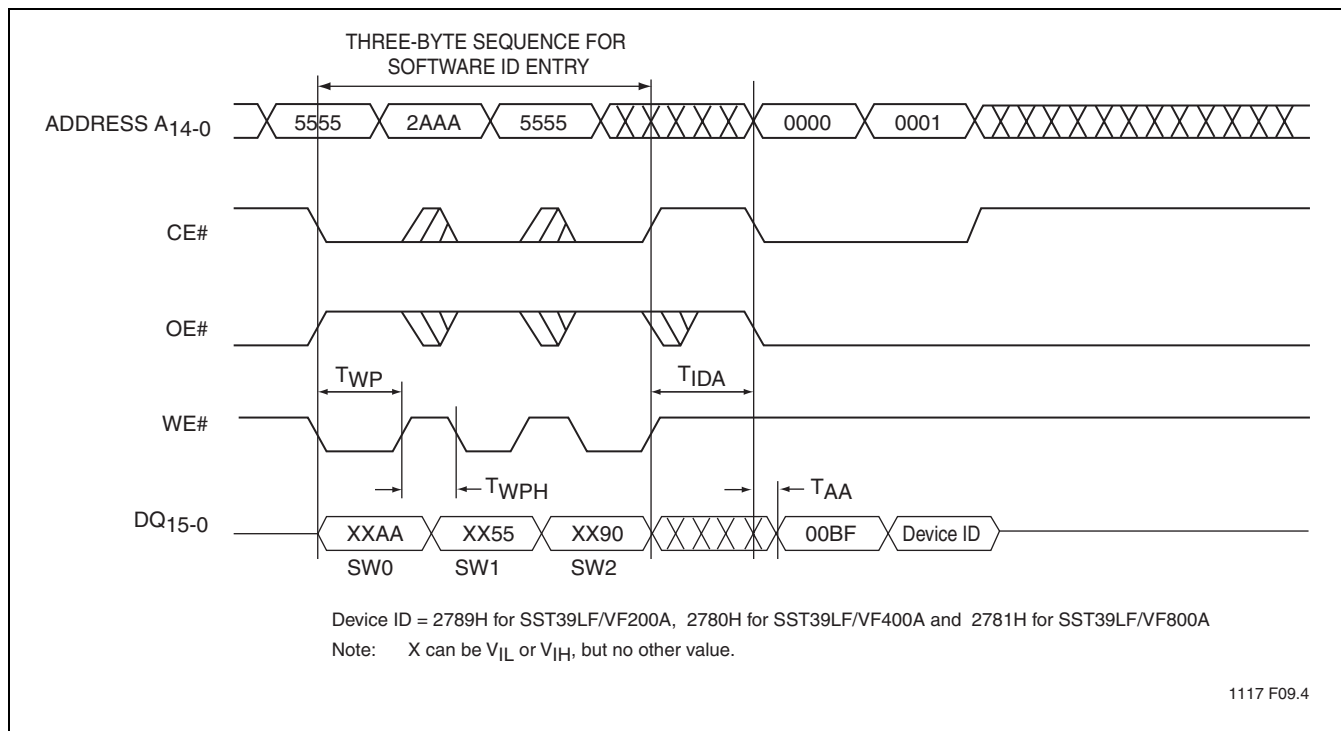 THREE-BYTE SEQUENCE FOR
SOFTWARE ID ENTRY
ADDRESS A14-0
5555
2AAA
5555
0000
0001
CE#
OE#
TWP
TIDA
WE#
TWPH
TAA
DQ15-0
XXAA
XX55
XX90
00BF
Device ID
SW0
SW1
SW2
Device ID = 2789H for SST39LF/VF200A, 2780H for SST39LF/VF400A and 2781H for SST39LF/VF800A
Note: X can be VIL or VIH, but no other value.
1117 F09.4